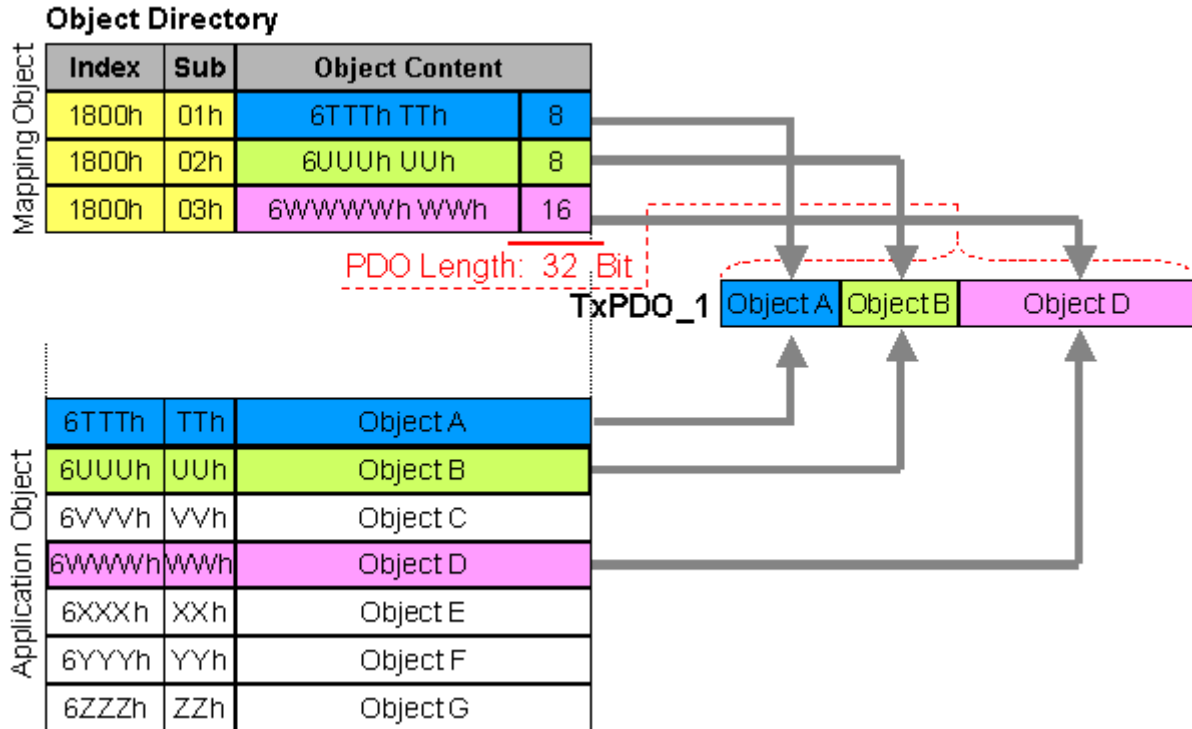 Object Directory
Mapping Object
Index Sub Object Content
1800h 01h 6TTTh TTh 8
1800h 02h 6UUUh UUh 8
1800h 03h 6WWWWh WWh 16
PDO Length: 32 Bit
TxPDO_1 Object A Object B Object D
Application Object
6TTTh TTh Object A
6UUUh UUh Object B
6VVVh VVh Object C
6WWWh WWh Object D
6XXXh XXh Object E
6YYYh YYh Object F
6ZZZh ZZh Object G